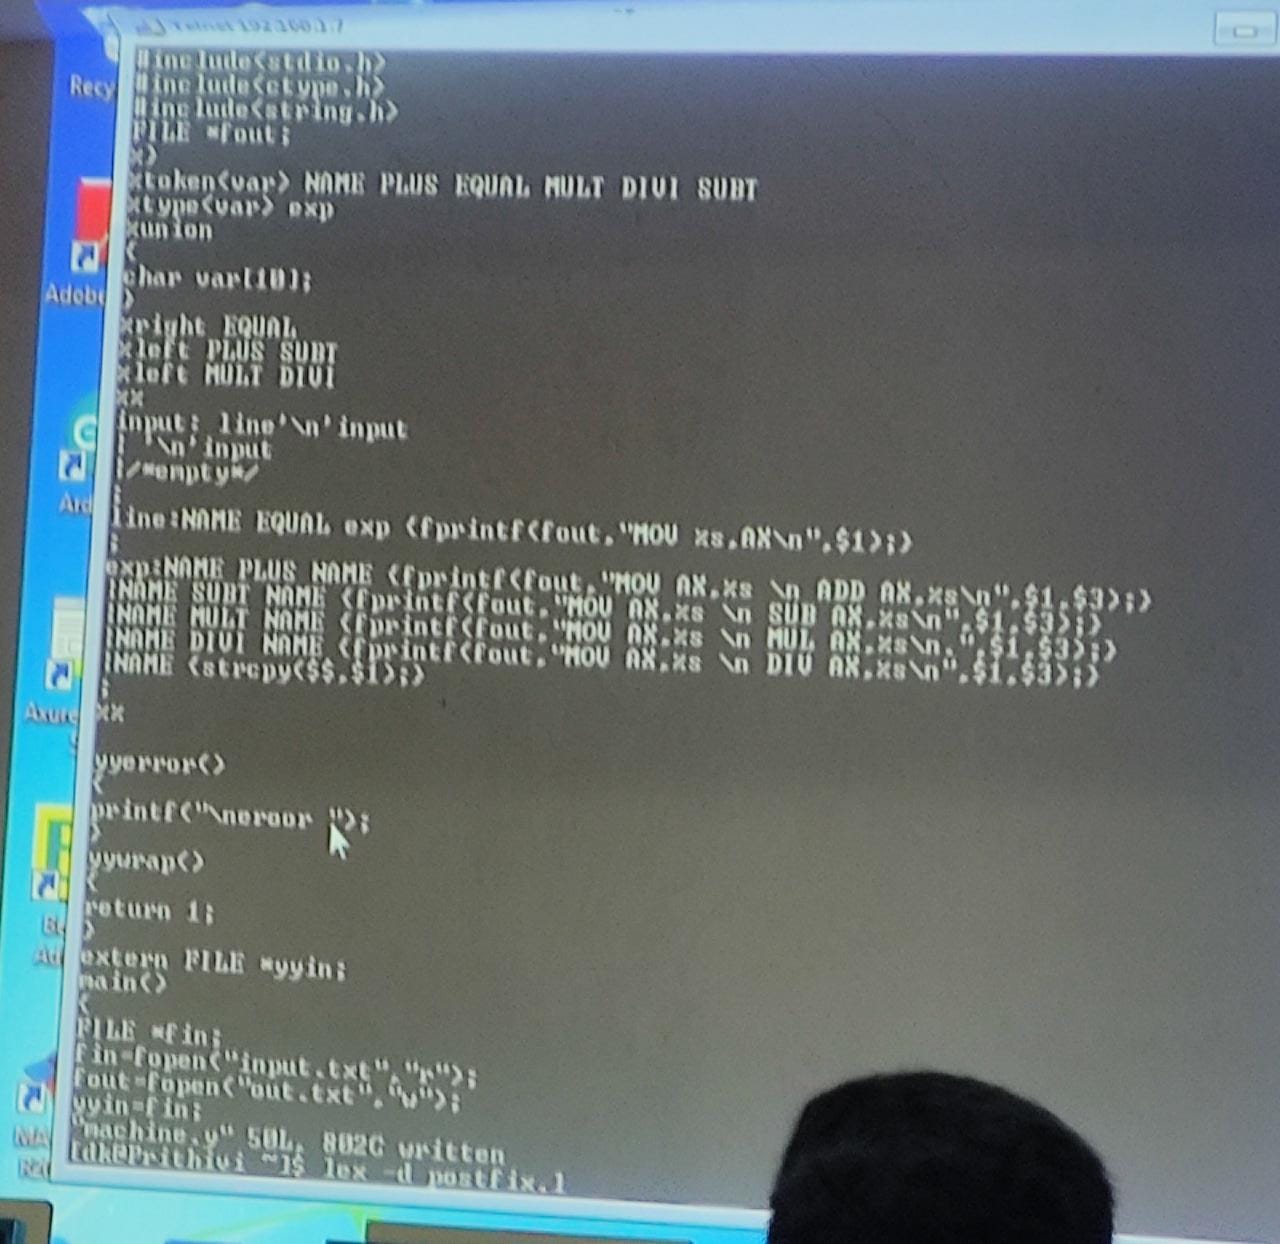 Telnet 192.168.1.7
#include<stdio.h>
#include<ctype.h>
#include<string.h>
FILE *fout;
%}
%token<var> NAME PLUS EQUAL MULT DIVI SUBT
%type<var> exp
%union
{
char var[10];
}
%right EQUAL
%left PLUS SUBT
%left MULT DIVI
%%
input: line'\n'input
| '\n'input
|/*empty*/
;
line:NAME EQUAL exp {fprintf(fout,"MOV %s,AX\n",$1);}
;
exp:NAME PLUS NAME {fprintf(fout,"MOV AX,%s \n ADD AX,%s\n",$1,$3);}
|NAME SUBT NAME {fprintf(fout,"MOV AX,%s \n SUB AX,%s\n",$1,$3);}
|NAME MULT NAME {fprintf(fout,"MOV AX,%s \n MUL AX,%s\n,",$1,$3);}
|NAME DIVI NAME {fprintf(fout,"MOV AX,%s \n DIV AX,%s\n",$1,$3);}
|NAME {strcpy($$,$1);}
;
%%
yyerror()
{
printf("\neroor ");
}
yywrap()
{
return 1;
}
extern FILE *yyin;
main()
{
FILE *fin;
fin=fopen("input.txt","r");
fout=fopen("out.txt","w");
yyin=fin;
"machine.y" 50L, 802C written
[dk@Prithivi ~]$ lex -d postfix.l
Recy
Adobe
Ard
Axure
Be
Ad
MA
R20